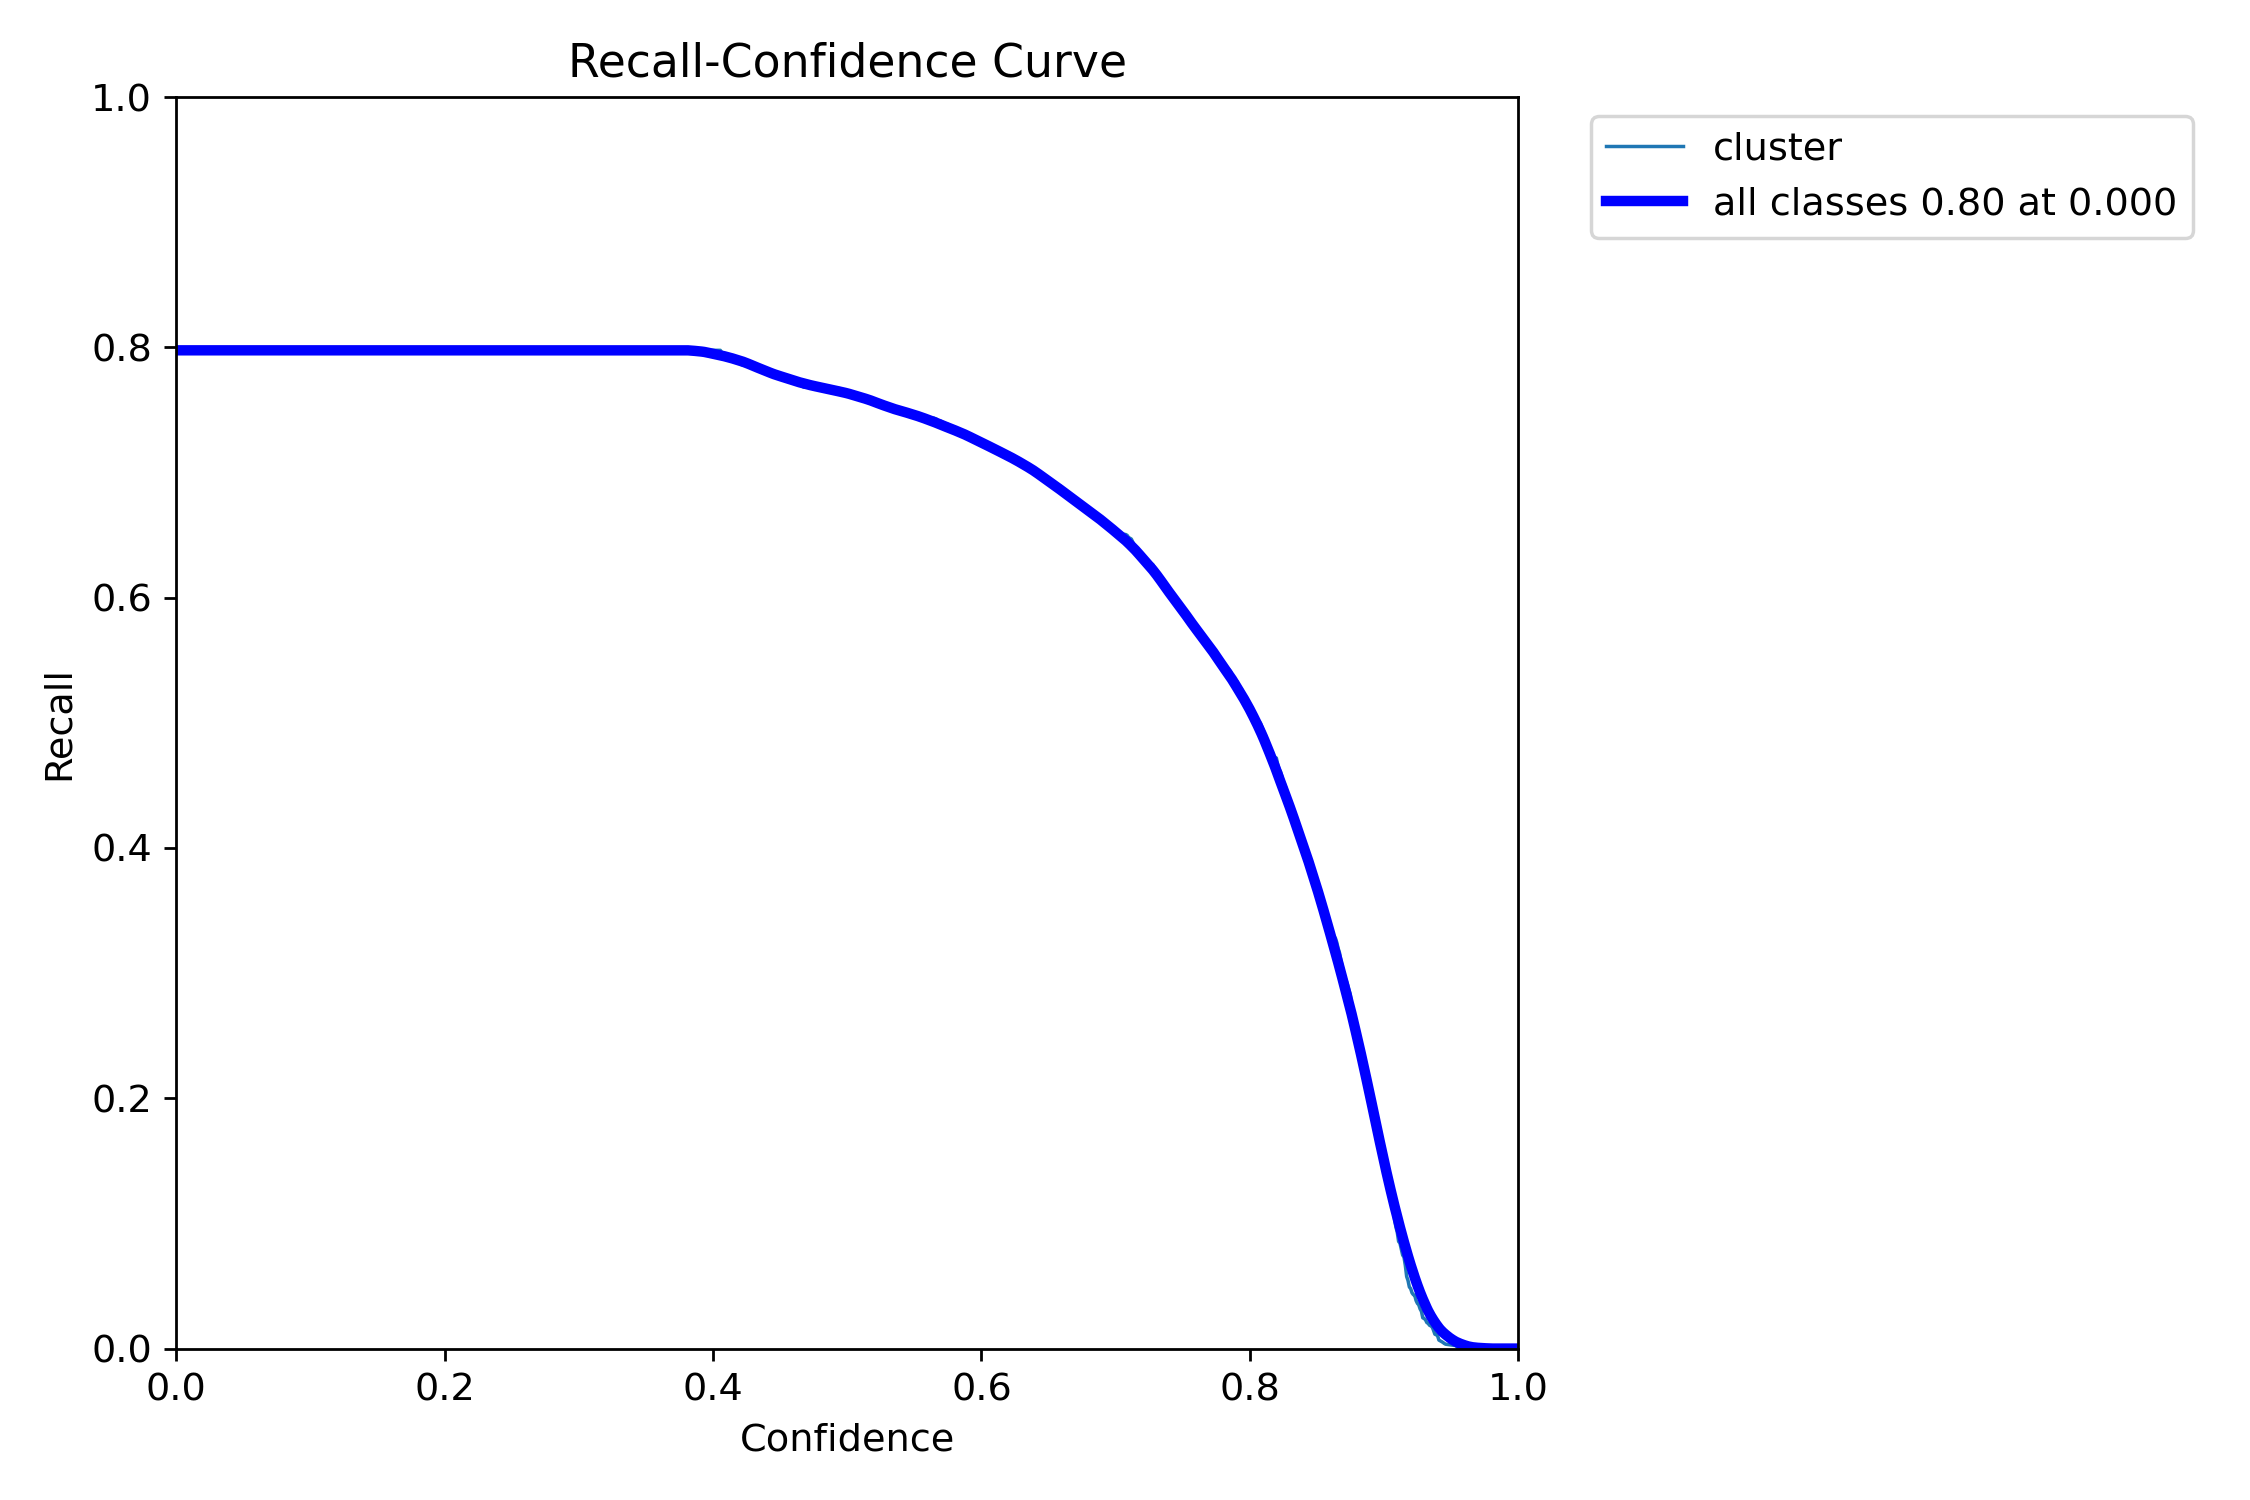 Recall-Confidence Curve
1.0
0.8
0.6
0.4
0.2
0.0
Recall
0.0 0.2 0.4 0.6 0.8 1.0
Confidence
cluster
all classes 0.80 at 0.000